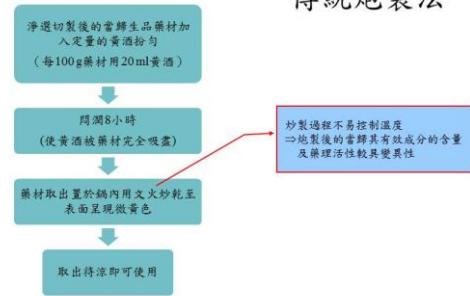 傳統炮製法
淨選切製後的當歸生品藥材加
入定量的黃酒拌勻
(每100g藥材用20ml黃酒)
悶潤8小時
(使黃酒被藥材完全吸盡)
炒製過程不易控制溫度
⇒炮製後的當歸其有效成分的含量
及藥理活性較具變異性
藥材取出置於鍋內用文火炒乾至
表面呈現微黃色
取出待涼即可使用